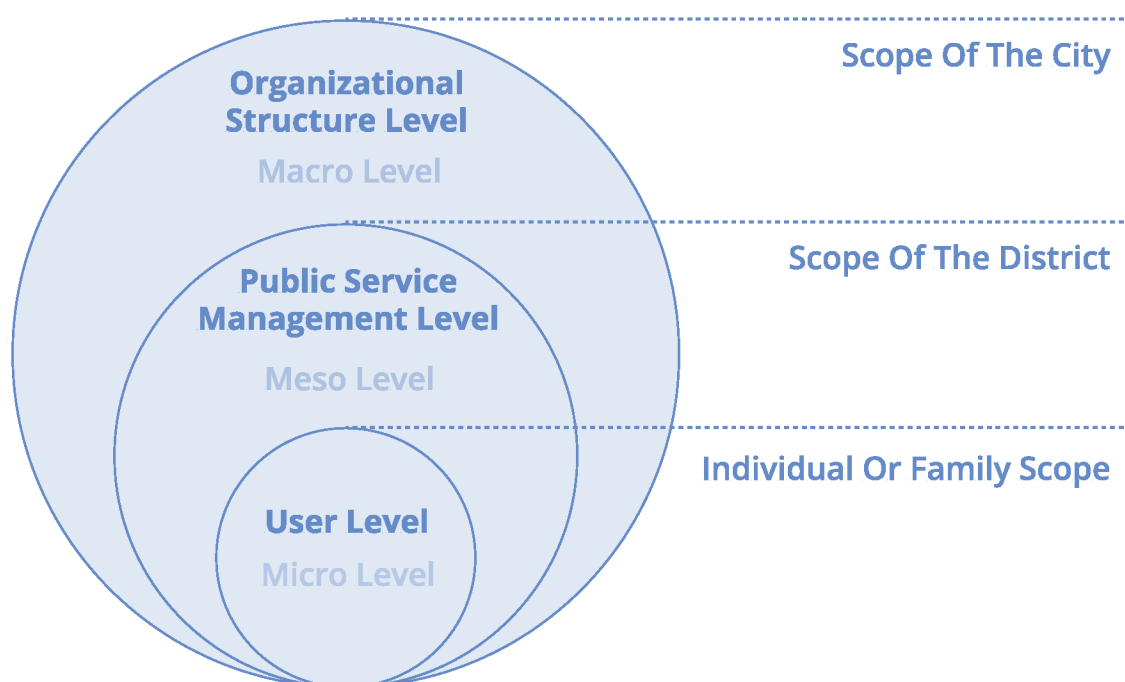 Scope Of The City
Organizational
Structure Level
Macro Level
Scope Of The District
Public Service
Management Level
Meso Level
Individual Or Family Scope
User Level
Micro Level